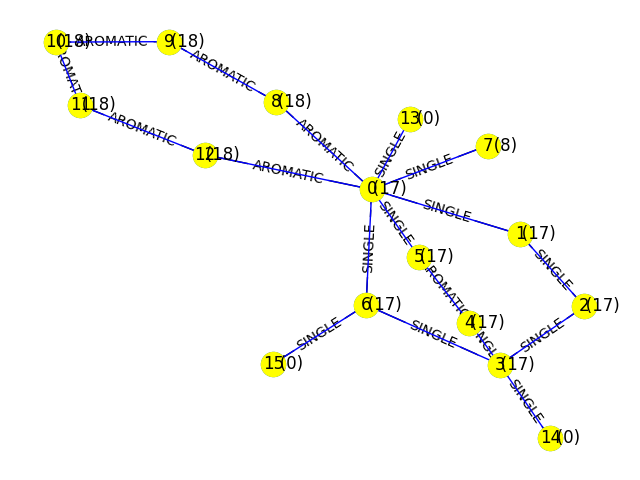 10(18)
AROMATIC
9(18)
AROMATIC
AROMATIC
8(18)
11(18)
AROMATIC
13(0)
AROMATIC
SINGLE
7(8)
SINGLE
12(18)
AROMATIC
0(17)
SINGLE
SINGLE
1(17)
SINGLE
5(17)
SINGLE
AROMATIC
6(17)
2(17)
4(17)
SINGLE
SINGLE
SINGLE
SINGLE
15(0)
3(17)
SINGLE
14(0)